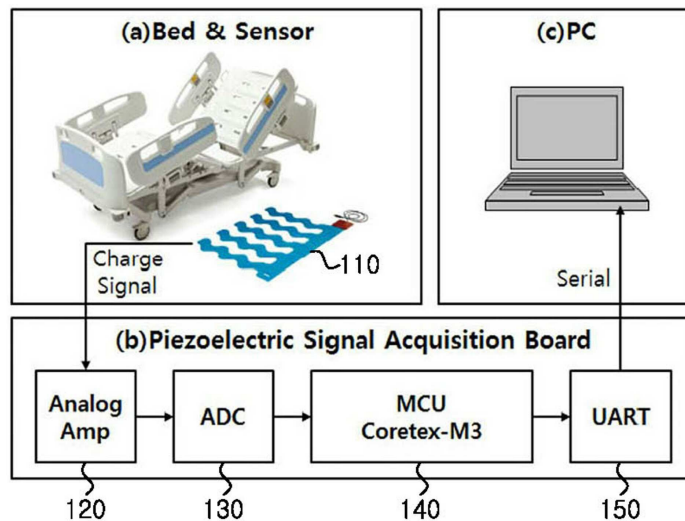 (a)Bed & Sensor
110
Charge
Signal
(c)PC
Serial
(b)Piezoelectric Signal Acquisition Board
Analog
Amp
ADC
MCU
Coretex-M3
UART
120
130
140
150